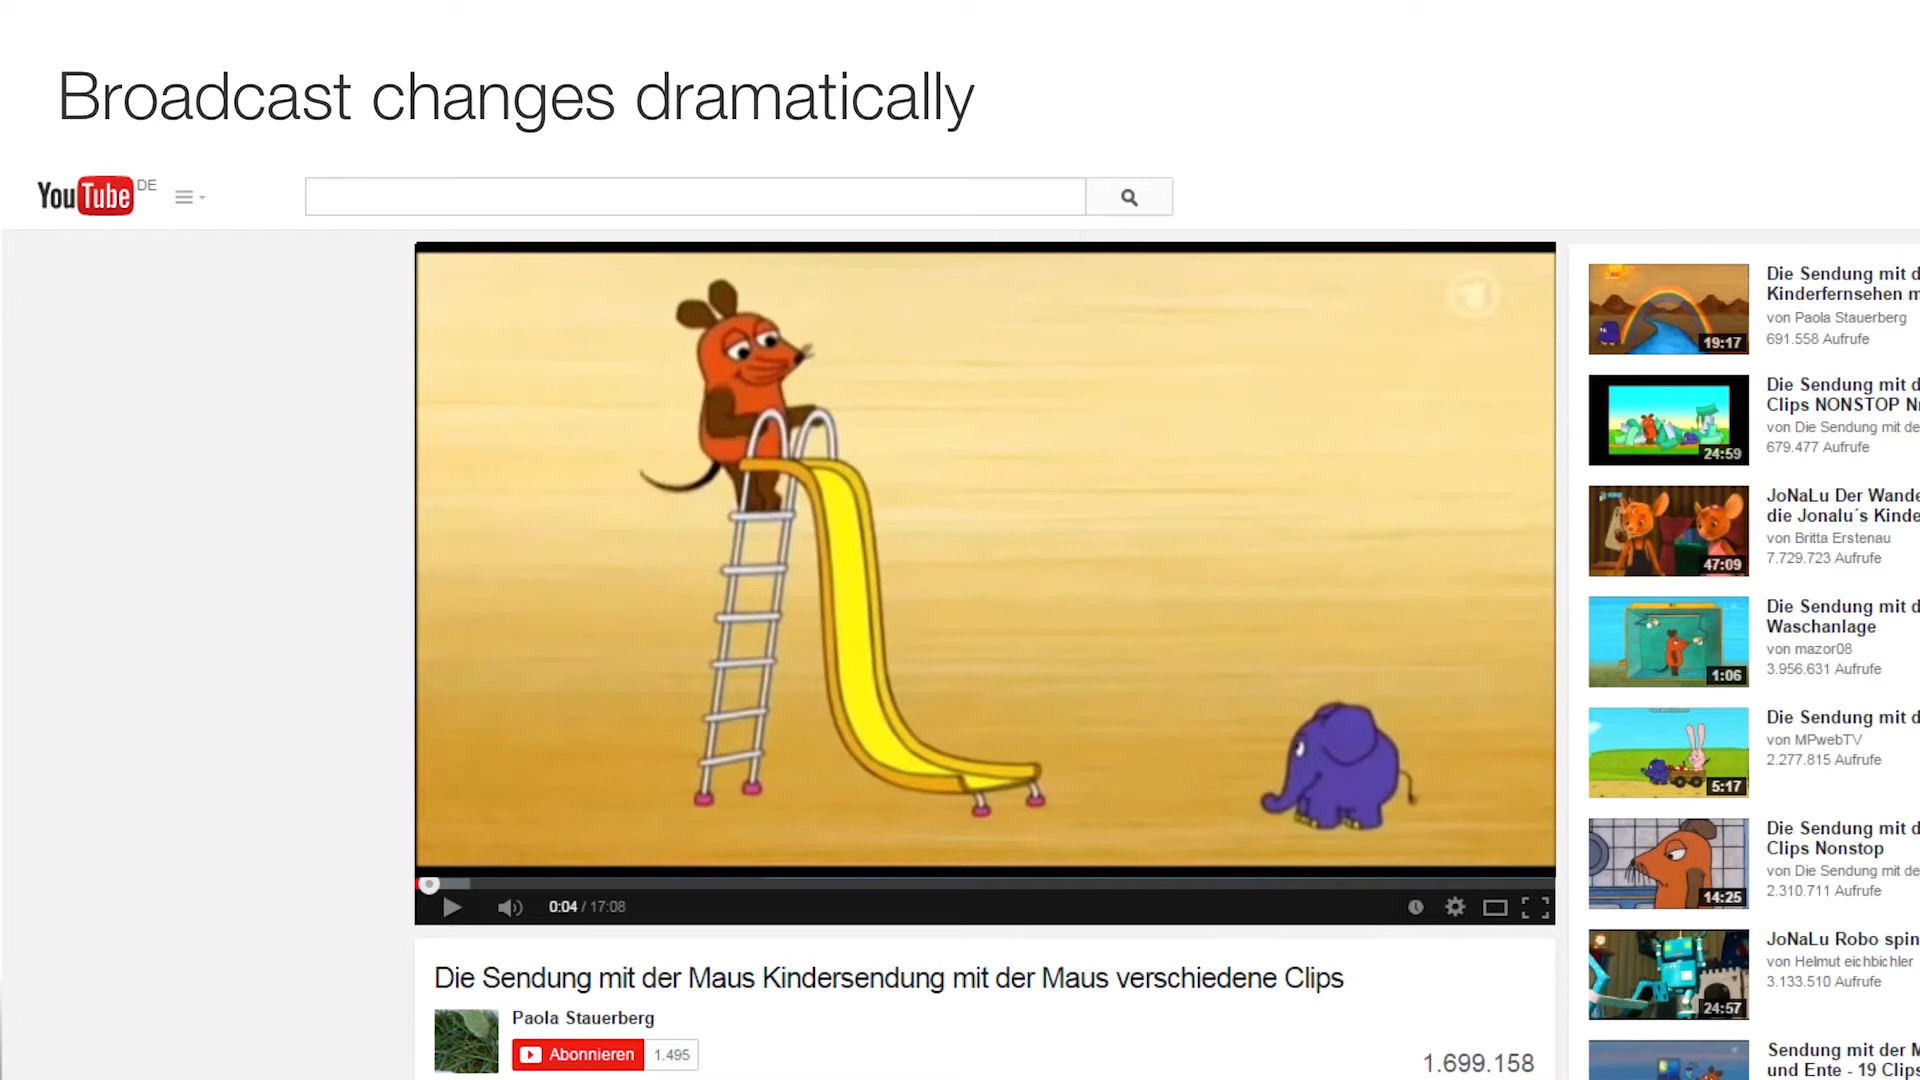 Broadcast changes dramatically
YouTube DE
0:04 / 17:08
Die Sendung mit der Maus Kindersendung mit der Maus verschiedene Clips
Paola Stauerberg
Abonnieren 1.495
1.699.158
19:17
Die Sendung mit d
Kinderfernsehen m
von Paola Stauerberg
691.558 Aufrufe
24:59
Die Sendung mit d
Clips NONSTOP Nr
von Die Sendung mit de
679.477 Aufrufe
47:09
JoNaLu Der Wande
die Jonalu´s Kinde
von Britta Erstenau
7.729.723 Aufrufe
1:06
Die Sendung mit d
Waschanlage
von mazor08
3.956.631 Aufrufe
5:17
Die Sendung mit d
von MPwebTV
2.277.815 Aufrufe
14:25
Die Sendung mit d
Clips Nonstop
von Die Sendung mit de
2.310.711 Aufrufe
24:57
JoNaLu Robo spin
von Helmut eichbichler
3.133.510 Aufrufe
Sendung mit der M
und Ente - 19 Clips